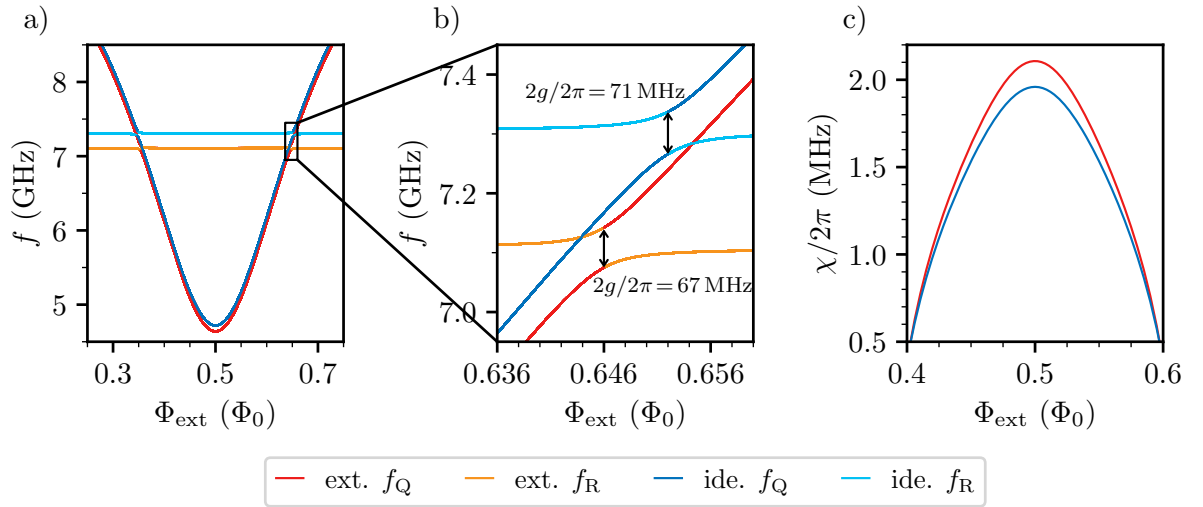 a)
8
7
6
5
f (GHz)
0.3 0.5 0.7
Φext (Φ0)
b)
7.4
7.2
7.0
f (GHz)
2g/2π = 71 MHz
2g/2π = 67 MHz
0.636 0.646 0.656
Φext (Φ0)
c)
2.0
1.5
1.0
0.5
χ/2π (MHz)
0.4 0.5 0.6
Φext (Φ0)
ext. fQ ext. fR ide. fQ ide. fR